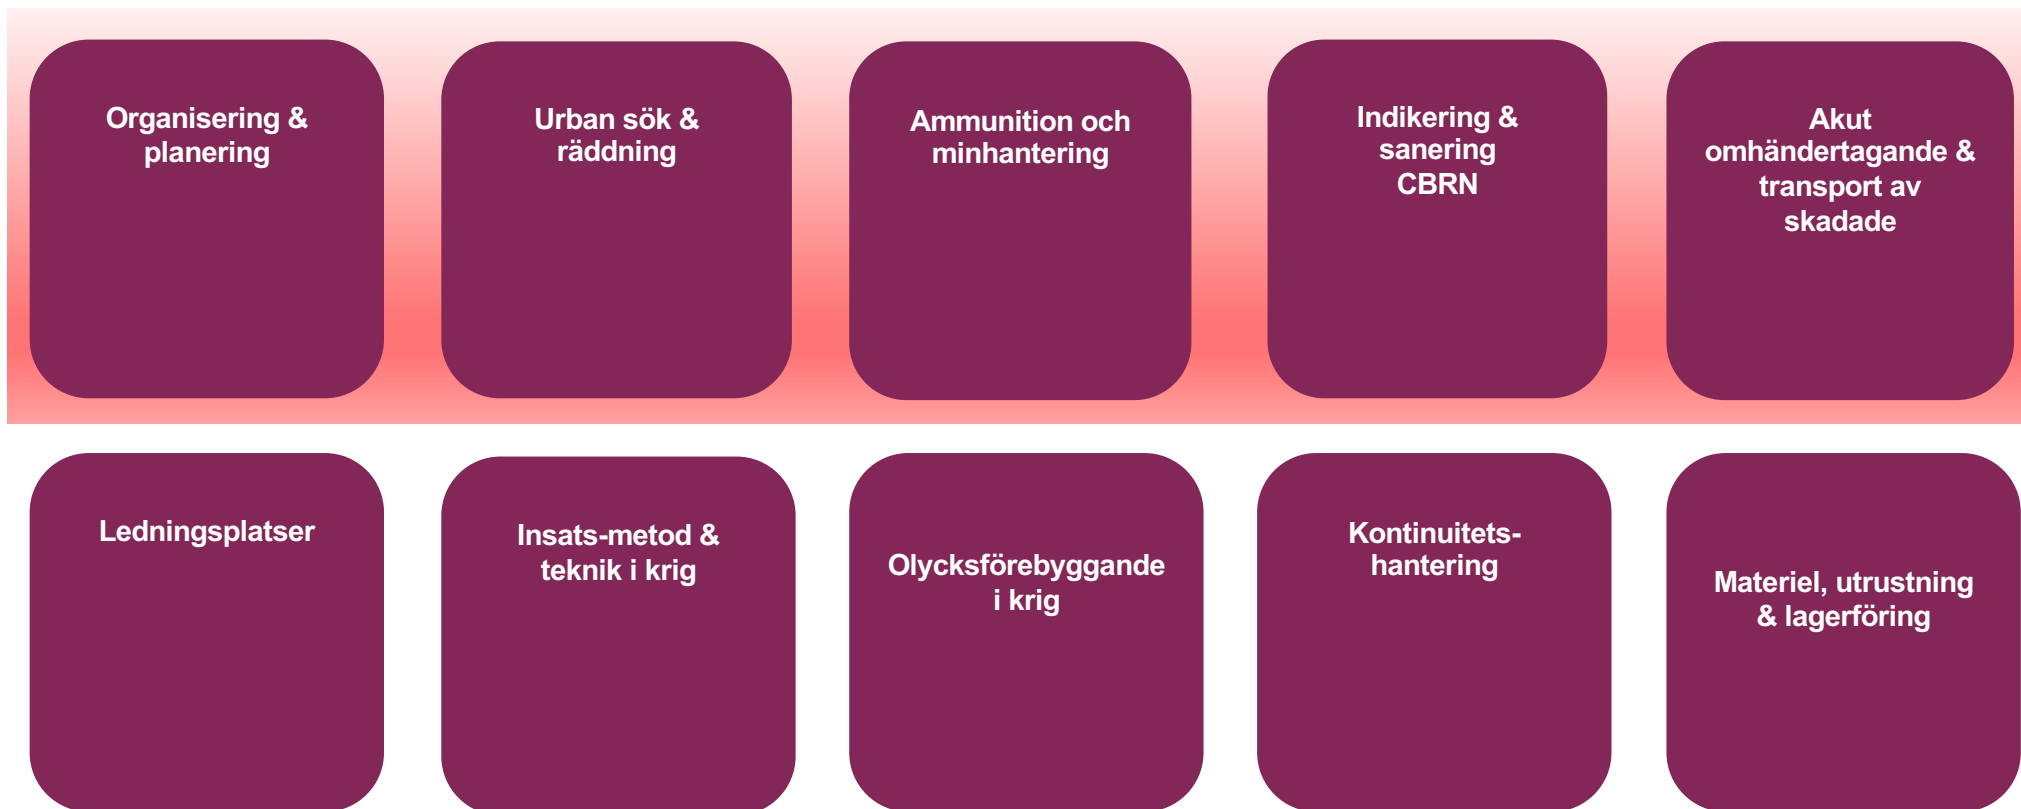 Organisering &
planering
Urban sök &
räddning
Ammunition och
minhantering
Indikering &
sanering
CBRN
Akut
omhändertagande &
transport av
skadade
Ledningsplatser
Insats-metod &
teknik i krig
Olycksförebyggande
i krig
Kontinuitets-
hantering
Materiel, utrustning
& lagerföring